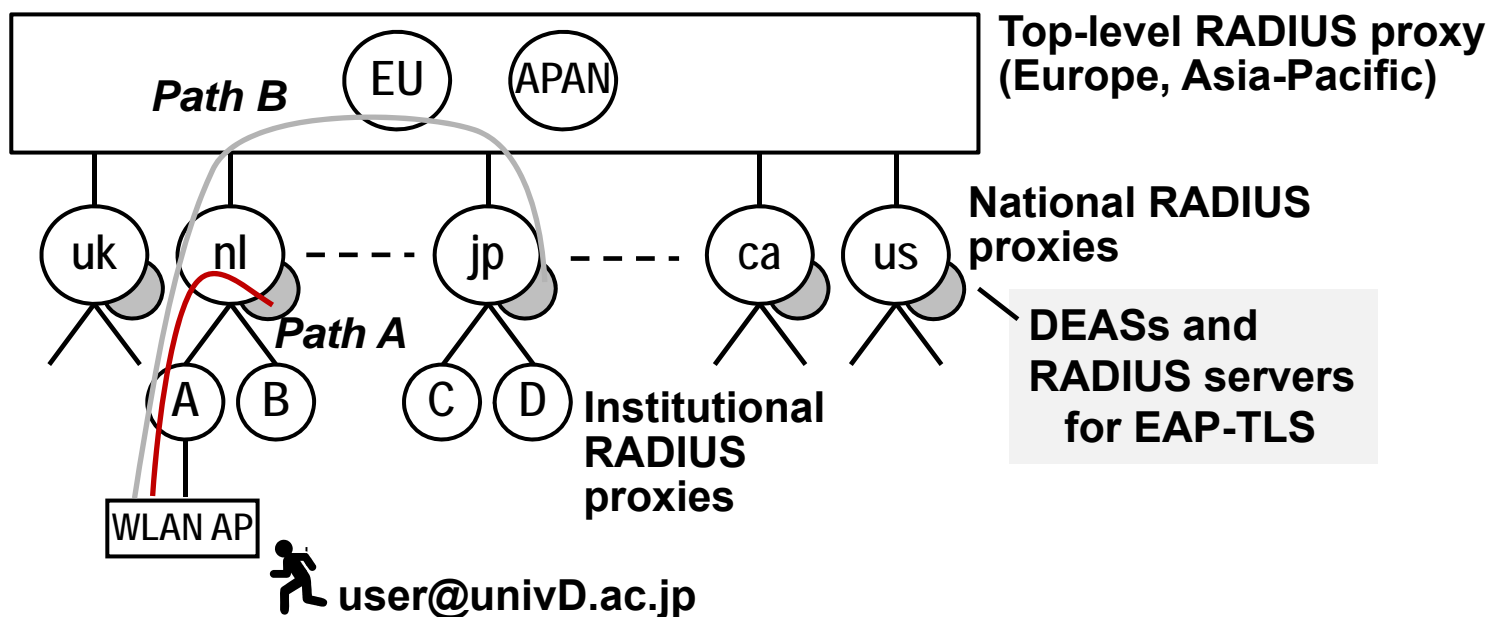 Top-level RADIUS proxy
(Europe, Asia-Pacific)
EU
APAN
Path B
National RADIUS
proxies
uk
nl
jp
ca
us
Path A
DEASs and
RADIUS servers
for EAP-TLS
A
B
C
D
Institutional
RADIUS
proxies
WLAN AP
user@univD.ac.jp